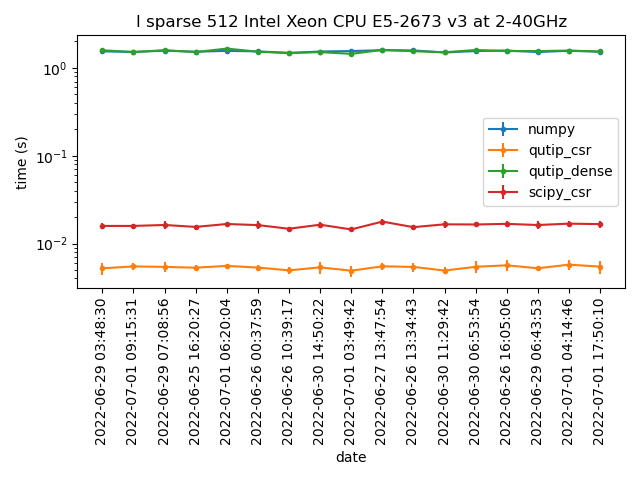 l sparse 512 Intel Xeon CPU E5-2673 v3 at 2-40GHz
time (s)
10^0
10^-1
10^-2
numpy
qutip_csr
qutip_dense
scipy_csr
2022-06-29 03:48:30
2022-07-01 09:15:31
2022-06-29 07:08:56
2022-06-25 16:20:27
2022-07-01 06:20:04
2022-06-26 00:37:59
2022-06-26 10:39:17
2022-06-30 14:50:22
2022-07-01 03:49:42
2022-06-27 13:47:54
2022-06-26 13:34:43
2022-06-30 11:29:42
2022-06-30 06:53:54
2022-06-26 16:05:06
2022-06-29 06:43:53
2022-07-01 04:14:46
2022-07-01 17:50:10
date